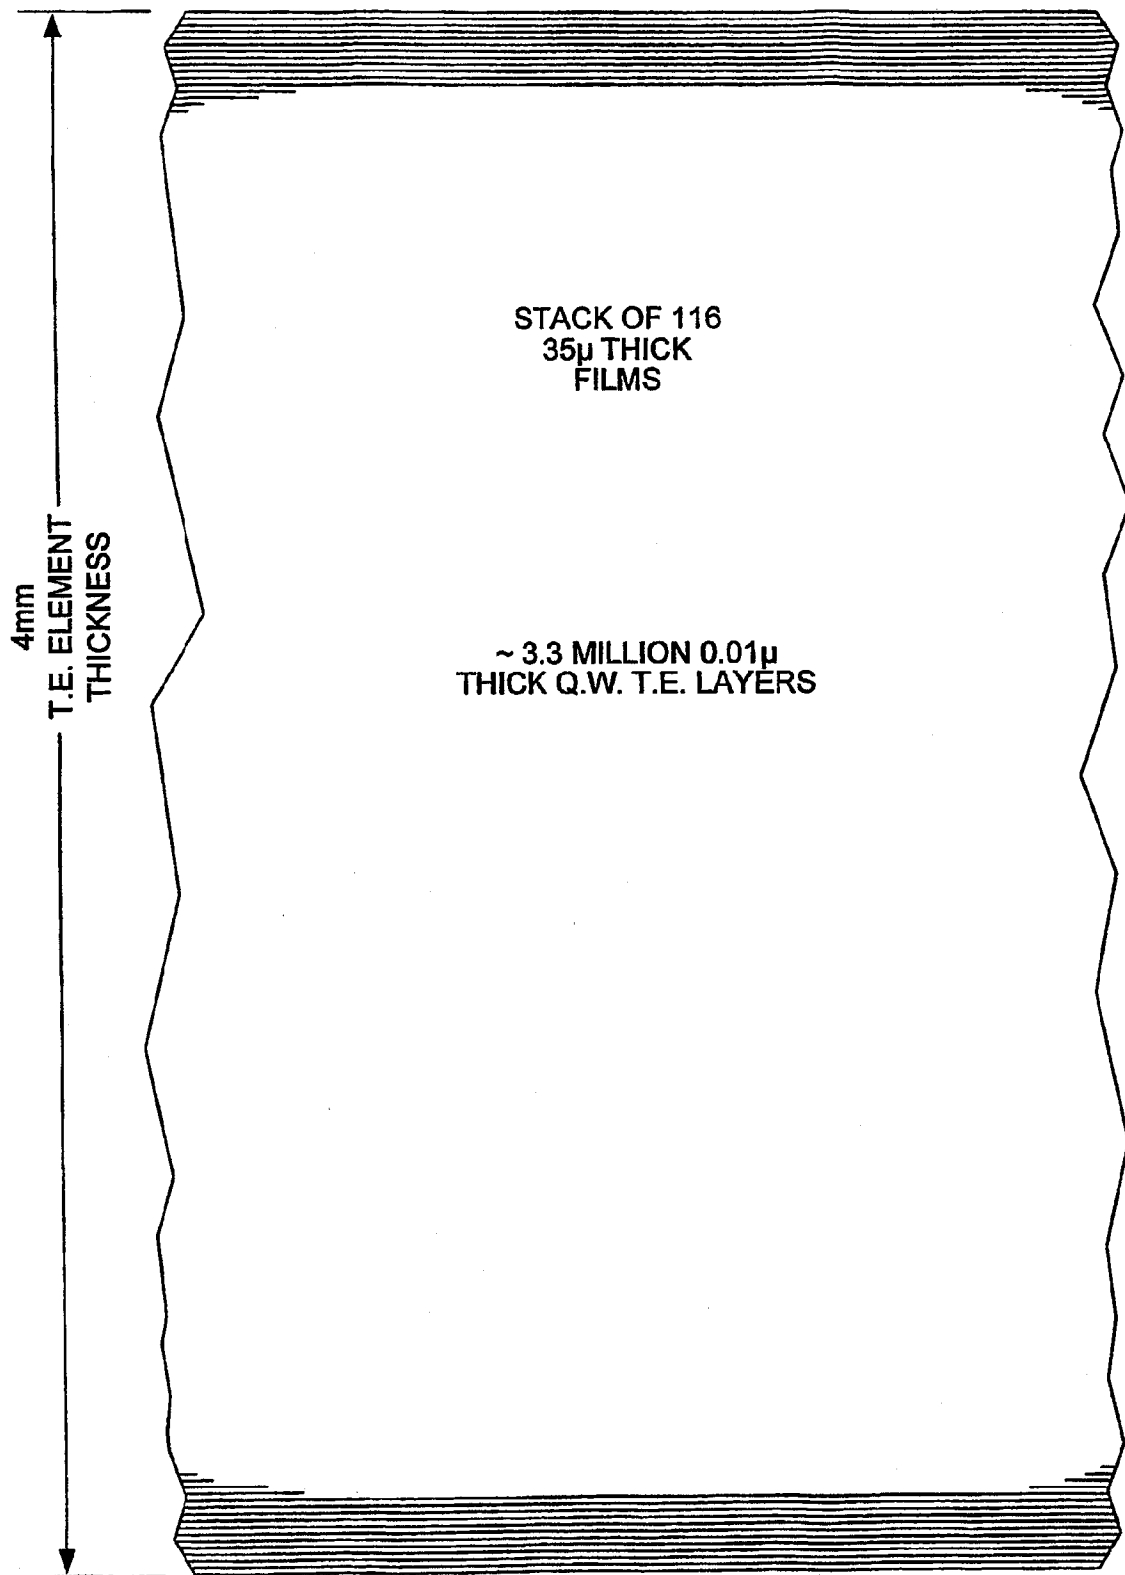 STACK OF 116
35µ THICK
FILMS
4mm
T.E. ELEMENT
THICKNESS
~ 3.3 MILLION 0.01µ
THICK Q.W. T.E. LAYERS